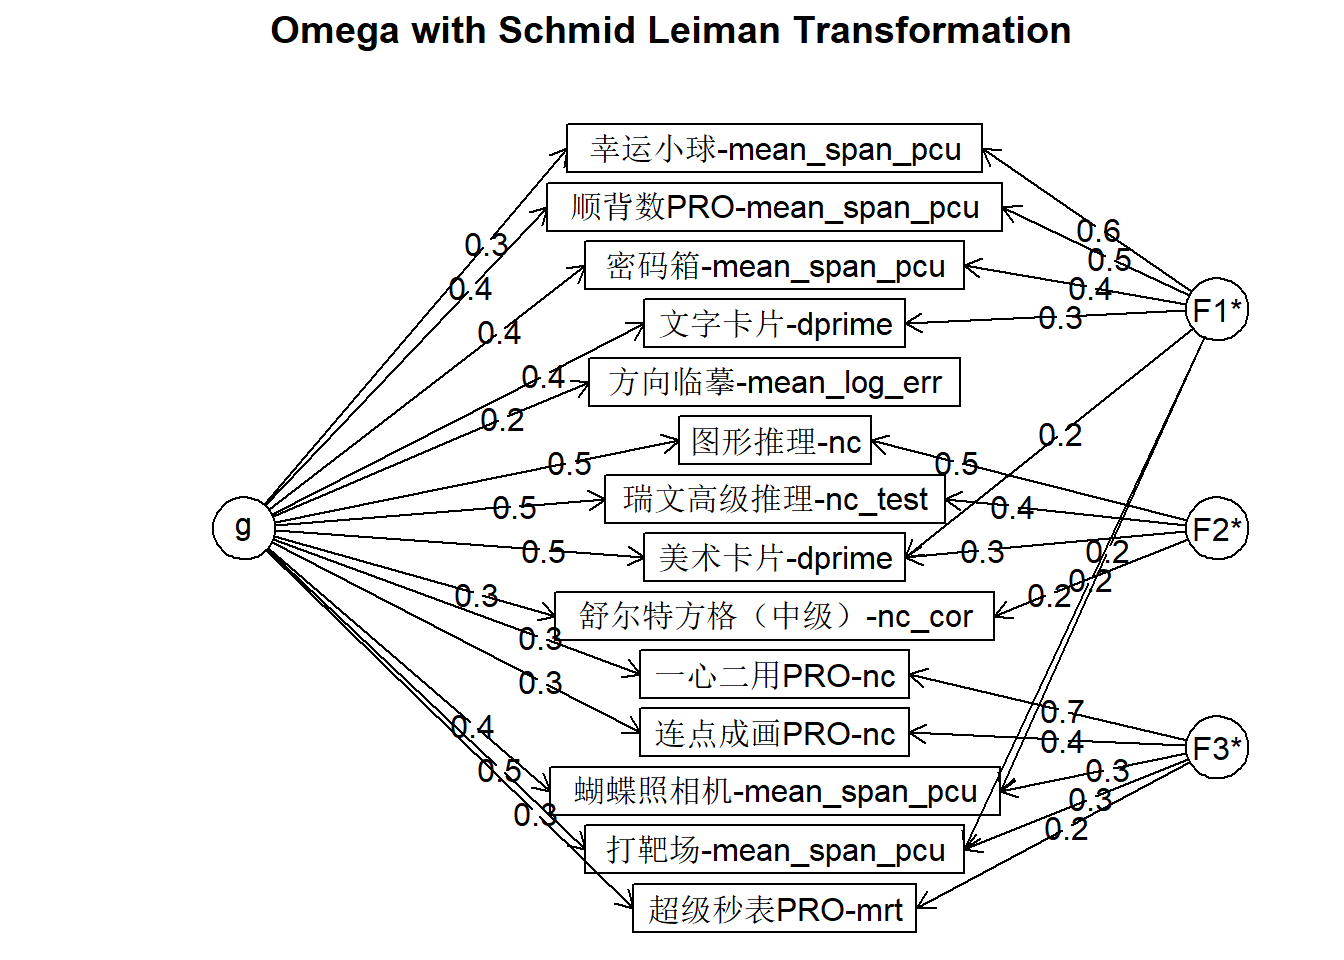 Omega with Schmid Leiman Transformation
幸运小球-mean_span_pcu
顺背数PRO-mean_span_pcu
密码箱-mean_span_pcu
文字卡片-dprime
方向临摹-mean_log_err
图形推理-nc
瑞文高级推理-nc_test
美术卡片-dprime
舒尔特方格（中级）-nc_cor
一心二用PRO-nc
连点成画PRO-nc
蝴蝶照相机-mean_span_pcu
打靶场-mean_span_pcu
超级秒表PRO-mrt
g
0.3
0.4
0.4
0.4
0.2
0.5
0.5
0.5
0.3
0.3
0.3
0.4
0.5
0.3
F1*
0.6
0.5
0.4
0.3
0.2
0.2
0.2
F2*
0.5
0.4
0.3
0.2
F3*
0.7
0.4
0.3
0.3
0.2